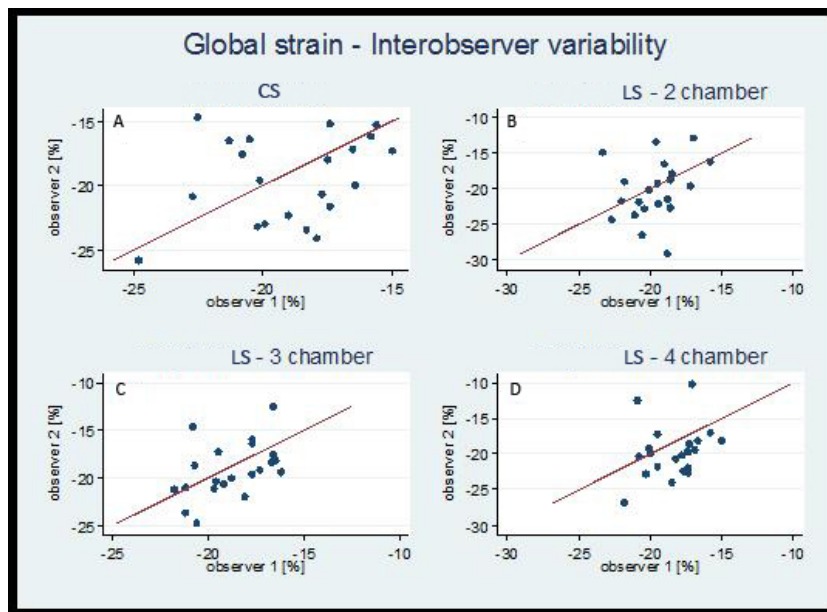 Global strain - Interobserver variability
CS
A
-15
-20
-25
observer 2 [%]
-25 -20 -15
observer 1 [%]
LS - 2 chamber
B
-10
-15
-20
-25
-30
observer 2 [%]
-30 -25 -20 -15 -10
observer 1 [%]
LS - 3 chamber
C
-10
-15
-20
-25
observer 2 [%]
-25 -20 -15 -10
observer 1 [%]
LS - 4 chamber
D
-10
-15
-20
-25
-30
observer 2 [%]
-30 -25 -20 -15 -10
observer 1 [%]